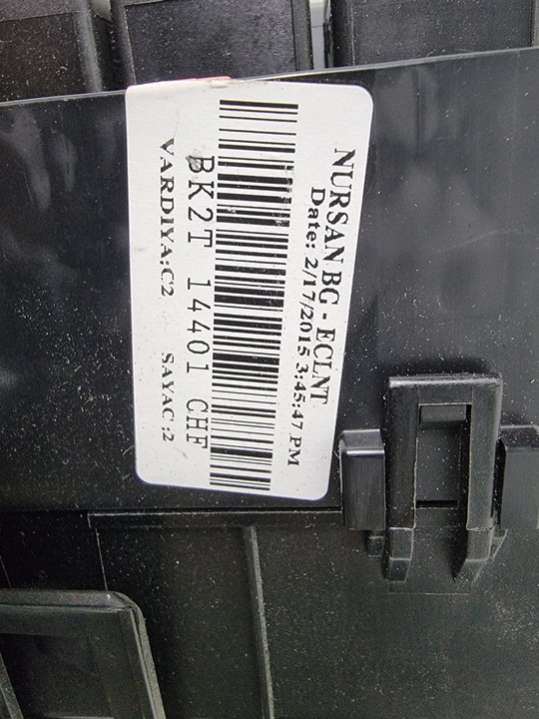 NURSAN BG - ECLNT
Date: 2/17/2015 3:45:47 PM
BK2T 14401 CHF
VARDIYA:C2 SAYAC:2